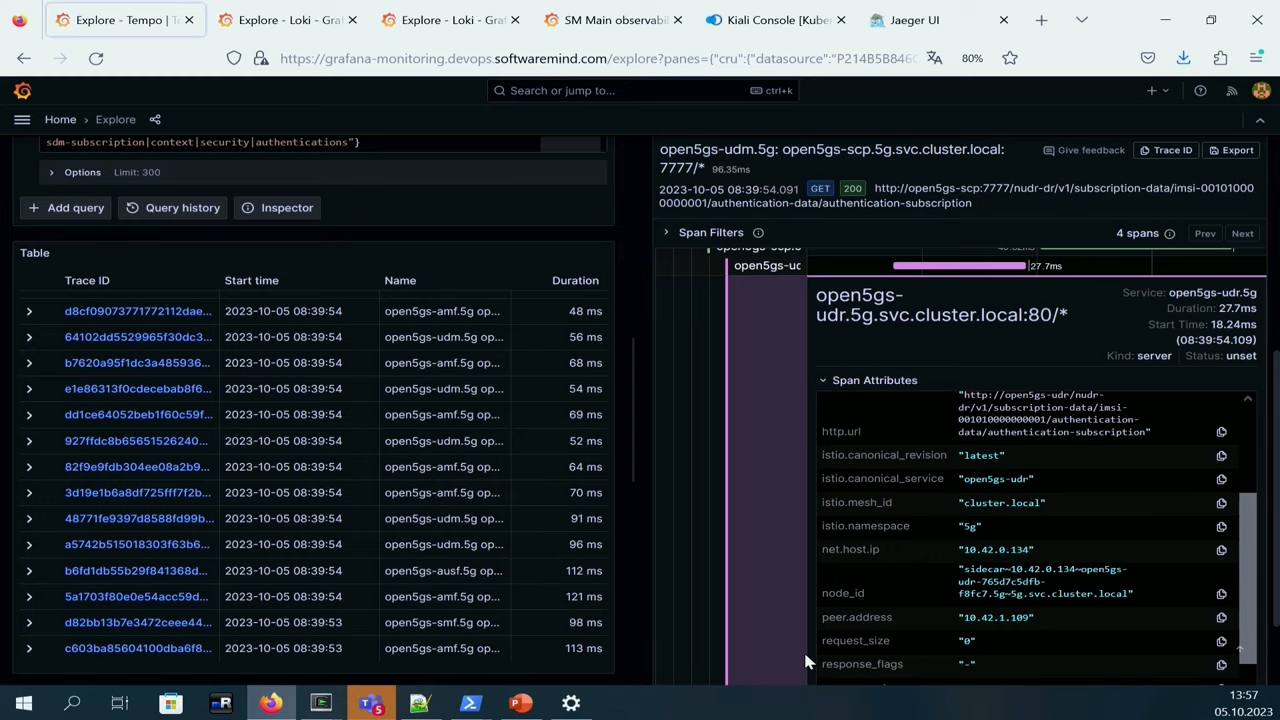 Explore - Tempo | T
Explore - Loki - Graf
Explore - Loki - Graf
SM Main observabil
Kiali Console [Kuber
Jaeger UI
https://grafana-monitoring.devops.softwaremind.com/explore?panes={"cru":{"datasource":"P214B5B846C
80%
Search or jump to...
ctrl+k
Home
Explore
sdm-subscription|context|security|authentications"}
Options
Limit: 300
Add query
Query history
Inspector
open5gs-udm.5g: open5gs-scp.5g.svc.cluster.local:
7777/* 96.35ms
Give feedback
Trace ID
Export
2023-10-05 08:39:54.091 GET 200 http://open5gs-scp:7777/nudr-dr/v1/subscription-data/imsi-00101000
0000001/authentication-data/authentication-subscription
Span Filters
4 spans
Prev
Next
Table
Trace ID Start time Name Duration
d8cf09073771772112dae... 2023-10-05 08:39:54 open5gs-amf.5g op... 48 ms
64102dd5529965f30dc3... 2023-10-05 08:39:54 open5gs-udm.5g op... 56 ms
b7620a95f1dc3a485936... 2023-10-05 08:39:54 open5gs-amf.5g op... 68 ms
e1e86313f0cdecebab8f6... 2023-10-05 08:39:54 open5gs-udm.5g op... 54 ms
dd1ce64052beb1f60c59f... 2023-10-05 08:39:54 open5gs-amf.5g op... 69 ms
927ffdc8b65651526240... 2023-10-05 08:39:54 open5gs-udm.5g op... 52 ms
82f9e9fdb304ee08a2b9... 2023-10-05 08:39:54 open5gs-amf.5g op... 64 ms
3d19e1b6a8df725fff7f2b... 2023-10-05 08:39:54 open5gs-amf.5g op... 70 ms
48771fe9397d8588fd99b... 2023-10-05 08:39:54 open5gs-udm.5g op... 91 ms
a5742b515018303f63b6... 2023-10-05 08:39:54 open5gs-udm.5g op... 96 ms
b6fd1db55b29f841368d... 2023-10-05 08:39:54 open5gs-ausf.5g op... 112 ms
5a1703f80e0e54acc59d... 2023-10-05 08:39:54 open5gs-amf.5g op... 121 ms
d82bb13b7e3472ceee44... 2023-10-05 08:39:53 open5gs-amf.5g op... 98 ms
c603ba85604100dba6f8... 2023-10-05 08:39:53 open5gs-amf.5g op... 113 ms
open5gs-ud
27.7ms
open5gs-
udr.5g.svc.cluster.local:80/*
Service: open5gs-udr.5g
Duration: 27.7ms
Start Time: 18.24ms
(08:39:54.109)
Kind: server Status: unset
Span Attributes
"http://open5gs-udr/nudr-
dr/v1/subscription-data/imsi-
001010000000001/authentication-
http.url data/authentication-subscription"
istio.canonical_revision "latest"
istio.canonical_service "open5gs-udr"
istio.mesh_id "cluster.local"
istio.namespace "5g"
net.host.ip "10.42.0.134"
"sidecar~10.42.0.134~open5gs-
udr-765d7c5dfb-
node_id f8fc7.5g~5g.svc.cluster.local"
peer.address "10.42.1.109"
request_size "0"
response_flags "-"
13:57
05.10.2023